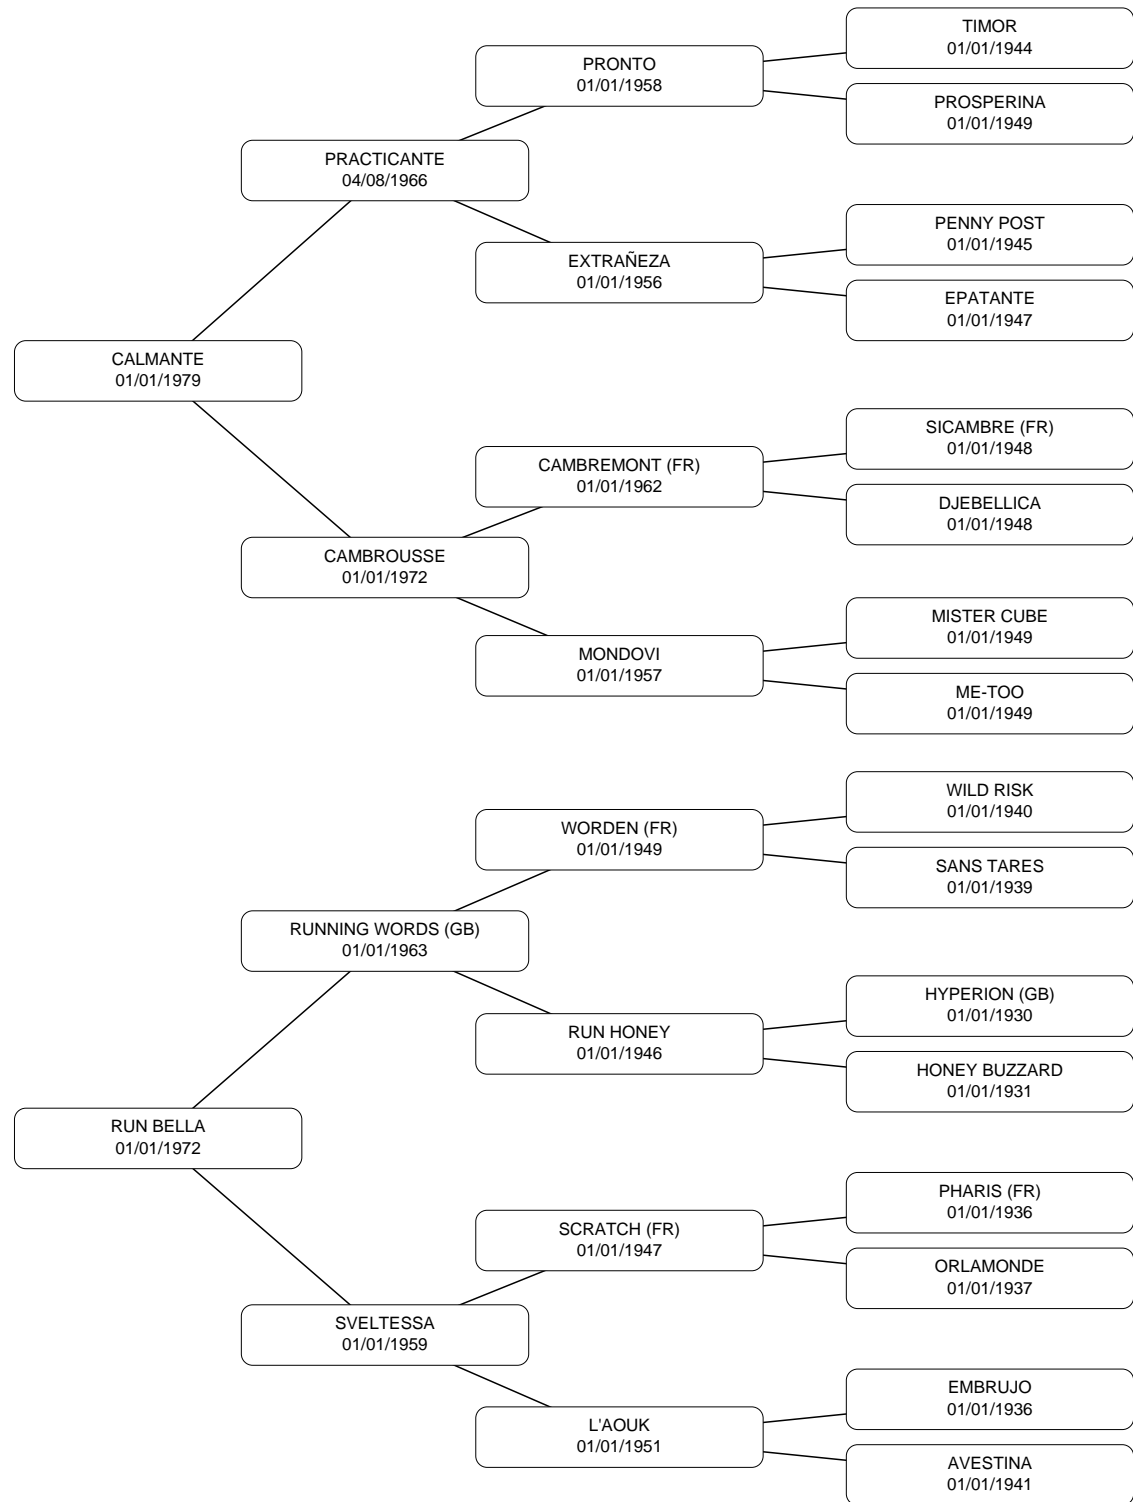 TIMOR
01/01/1944
PRONTO
01/01/1958
PROSPERINA
01/01/1949
PRACTICANTE
04/08/1966
PENNY POST
01/01/1945
EXTRAÑEZA
01/01/1956
EPATANTE
01/01/1947
CALMANTE
01/01/1979
SICAMBRE (FR)
01/01/1948
CAMBREMONT (FR)
01/01/1962
DJEBELLICA
01/01/1948
CAMBROUSSE
01/01/1972
MISTER CUBE
01/01/1949
MONDOVI
01/01/1957
ME-TOO
01/01/1949
WILD RISK
01/01/1940
WORDEN (FR)
01/01/1949
SANS TARES
01/01/1939
RUNNING WORDS (GB)
01/01/1963
HYPERION (GB)
01/01/1930
RUN HONEY
01/01/1946
HONEY BUZZARD
01/01/1931
RUN BELLA
01/01/1972
PHARIS (FR)
01/01/1936
SCRATCH (FR)
01/01/1947
ORLAMONDE
01/01/1937
SVELTESSA
01/01/1959
EMBRUJO
01/01/1936
L'AOUK
01/01/1951
AVESTINA
01/01/1941